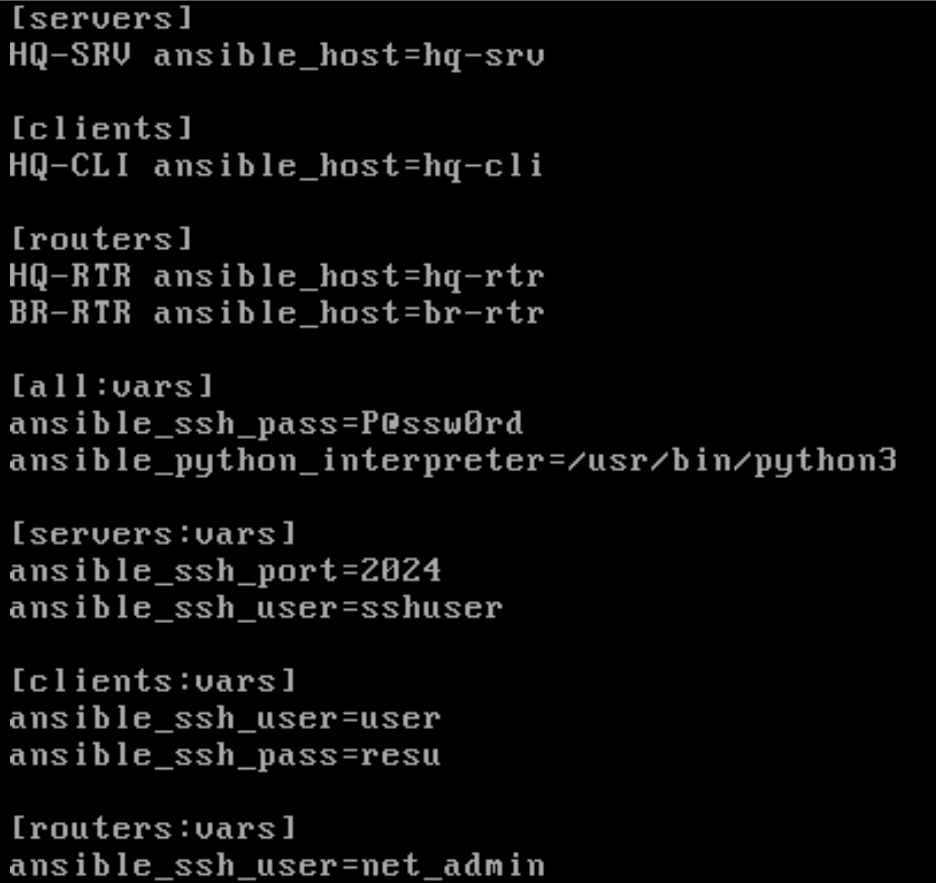 [servers]
HQ-SRV ansible_host=hq-srv
[clients]
HQ-CLI ansible_host=hq-cli
[routers]
HQ-RTR ansible_host=hq-rtr
BR-RTR ansible_host=br-rtr
[all:vars]
ansible_ssh_pass=P@ssw0rd
ansible_python_interpreter=/usr/bin/python3
[servers:vars]
ansible_ssh_port=2024
ansible_ssh_user=sshuser
[clients:vars]
ansible_ssh_user=user
ansible_ssh_pass=resu
[routers:vars]
ansible_ssh_user=net_admin